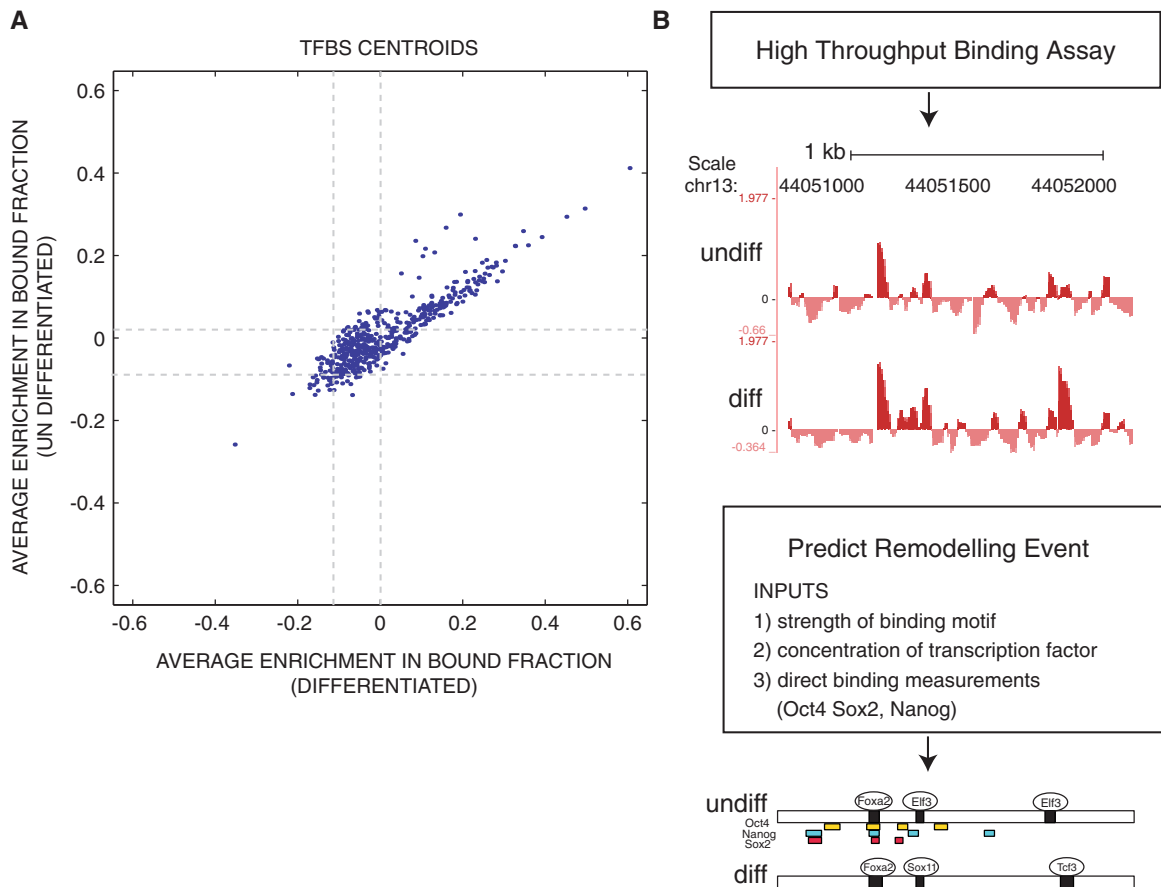 A
TFBS CENTROIDS
0.6
0.4
0.2
0
-0.2
-0.4
-0.6
-0.6
-0.4
-0.2
0
0.2
0.4
0.6
AVERAGE ENRICHMENT IN BOUND FRACTION
(UN DIFFERENTIATED)
AVERAGE ENRICHMENT IN BOUND FRACTION
(DIFFERENTIATED)
B
High Throughput Binding Assay
1 kb
Scale
chr13:
44051000
44051500
44052000
1.977 -
undiff
0 -
-0.66 -
1.977 -
diff
0 -
-0.364 -
Predict Remodelling Event
INPUTS
1) strength of binding motif
2) concentration of transcription factor
3) direct binding measurements
(Oct4 Sox2, Nanog)
undiff
Foxa2
Elf3
Elf3
Oct4
Nanog
Sox2
diff
Foxa2
Sox11
Tcf3